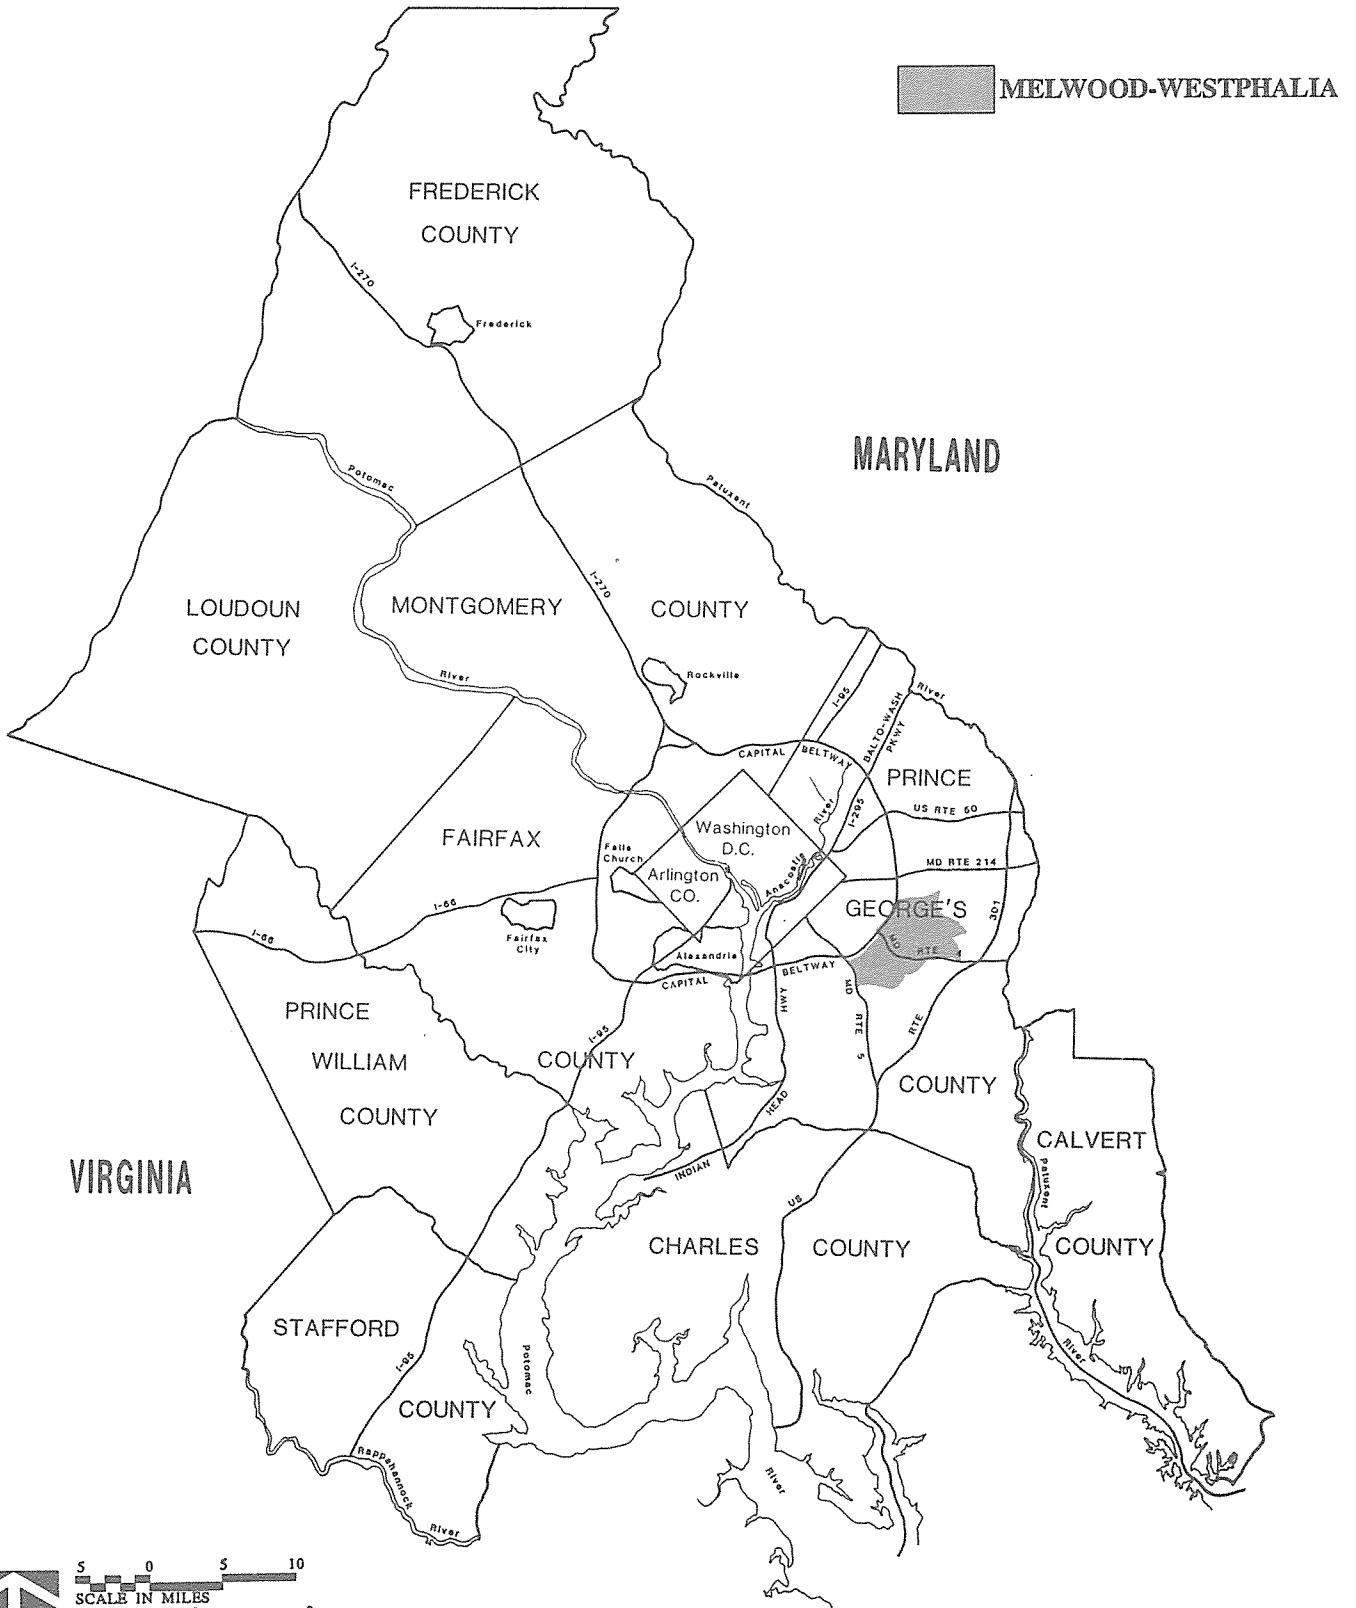 MELWOOD-WESTPHALIA
FREDERICK
COUNTY
I-270
Frederick
MARYLAND
Potomac
Patuxent
LOUDOUN
COUNTY
MONTGOMERY
I-270
COUNTY
River
Rockville
I-95
River
BALTO-WASH
PKWY
CAPITAL BELTWAY
PRINCE
River
I-295
US RTE 50
Washington
D.C.
FAIRFAX
Falls
Church
Arlington
CO.
Anacostia
MD RTE 214
GEORGE'S
301
I-66
I-66
Fairfax
City
Alexandria
MD RTE 4
CAPITAL
BELTWAY
HWY
MD RTE 5
RTE
PRINCE
WILLIAM
COUNTY
I-95
COUNTY
COUNTY
HEAD
INDIAN
CALVERT
Patuxent
VIRGINIA
US
CHARLES
COUNTY
COUNTY
STAFFORD
I-95
Potomac
River
COUNTY
Rappahannock
River
River
5 0 5 10
SCALE IN MILES